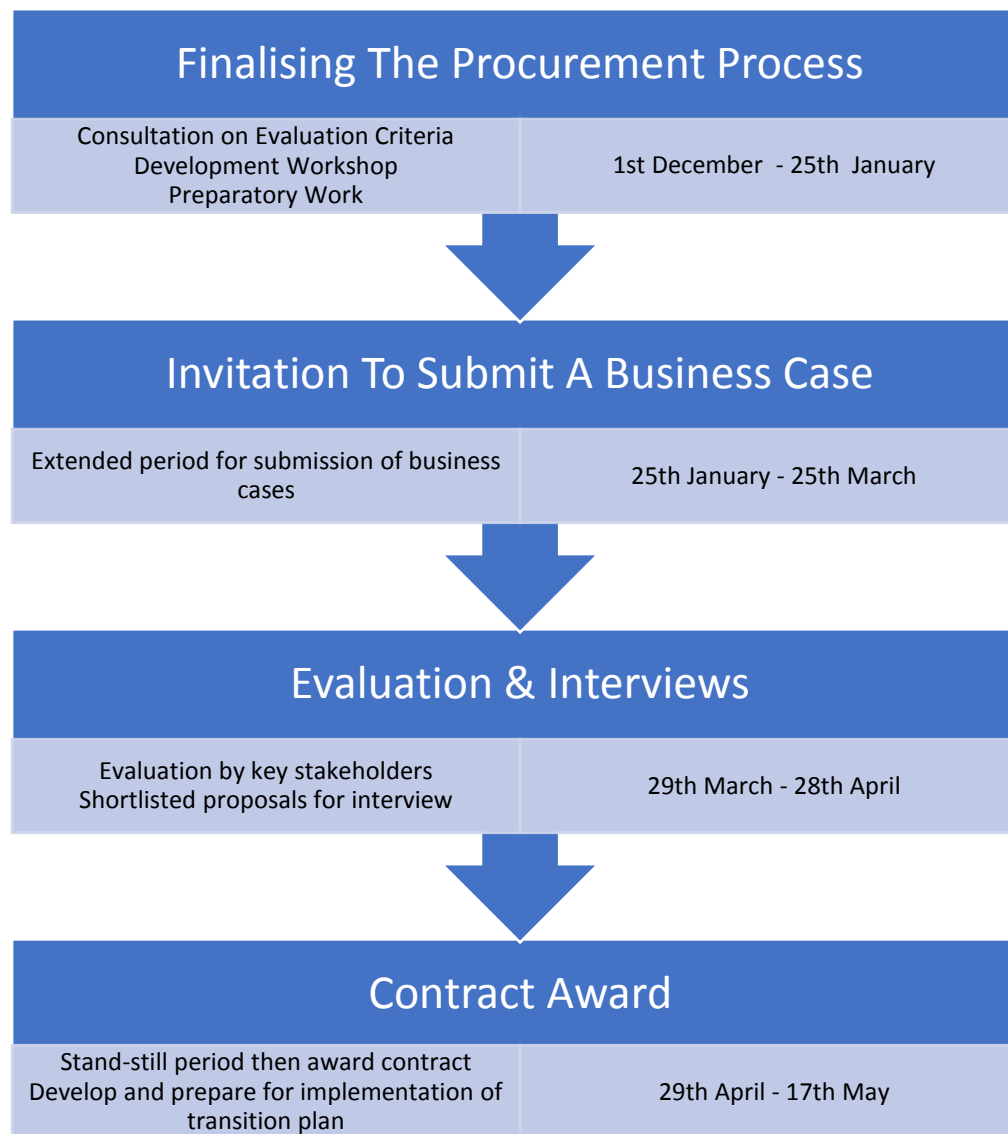 Finalising The Procurement Process
Consultation on Evaluation Criteria
Development Workshop
Preparatory Work
1st December  - 25th  January
Invitation To Submit A Business Case
Extended period for submission of business
cases
25th January - 25th March
Evaluation & Interviews
Evaluation by key stakeholders
Shortlisted proposals for interview
29th March - 28th April
Contract Award
Stand-still period then award contract
Develop and prepare for implementation of
transition plan
29th April - 17th May